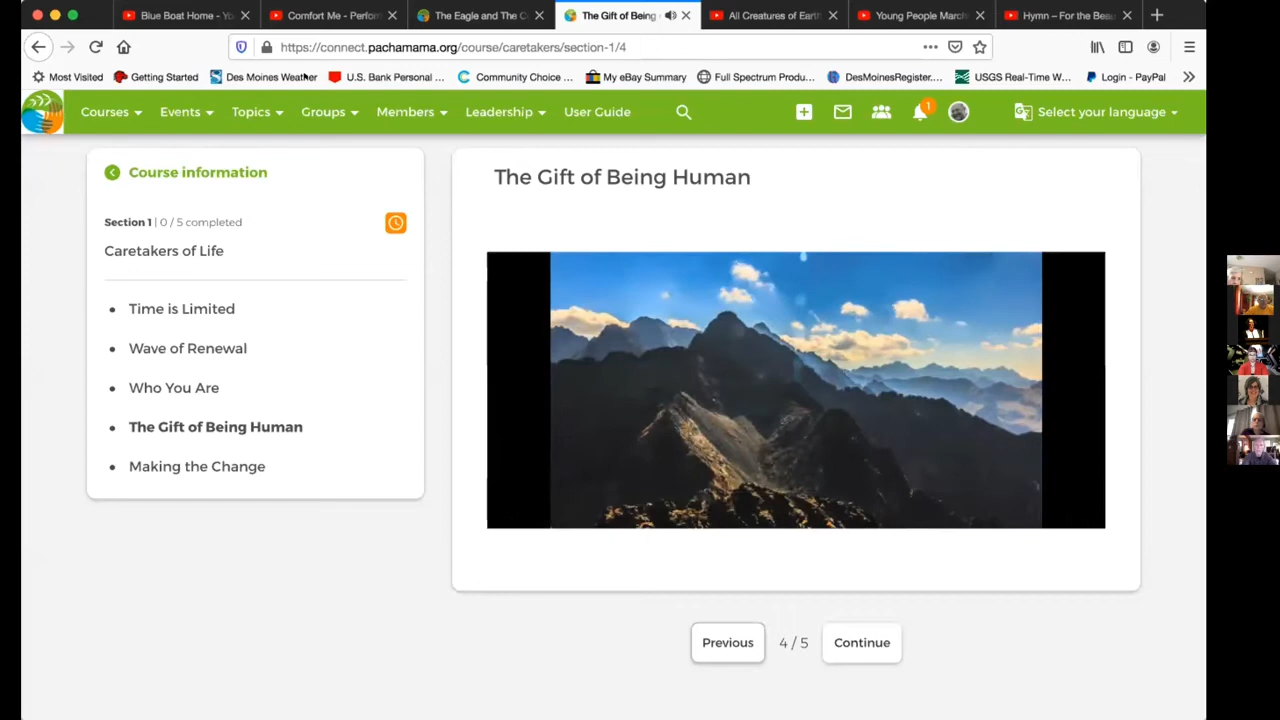 Blue Boat Home - Yo
Comfort Me - Perform
The Eagle and The C
The Gift of Being
All Creatures of Earth
Young People March
Hymn – For the Bea
https://connect.pachamama.org/course/caretakers/section-1/4
Most Visited
Getting Started
Des Moines Weather
U.S. Bank Personal ...
Community Choice ...
My eBay Summary
Full Spectrum Produ...
DesMoinesRegister....
USGS Real-Time W...
Login - PayPal
Courses
Events
Topics
Groups
Members
Leadership
User Guide
1
Select your language
Course information
Section 1 | 0 / 5 completed
Caretakers of Life
Time is Limited
Wave of Renewal
Who You Are
The Gift of Being Human
Making the Change
The Gift of Being Human
Previous
4 / 5
Continue